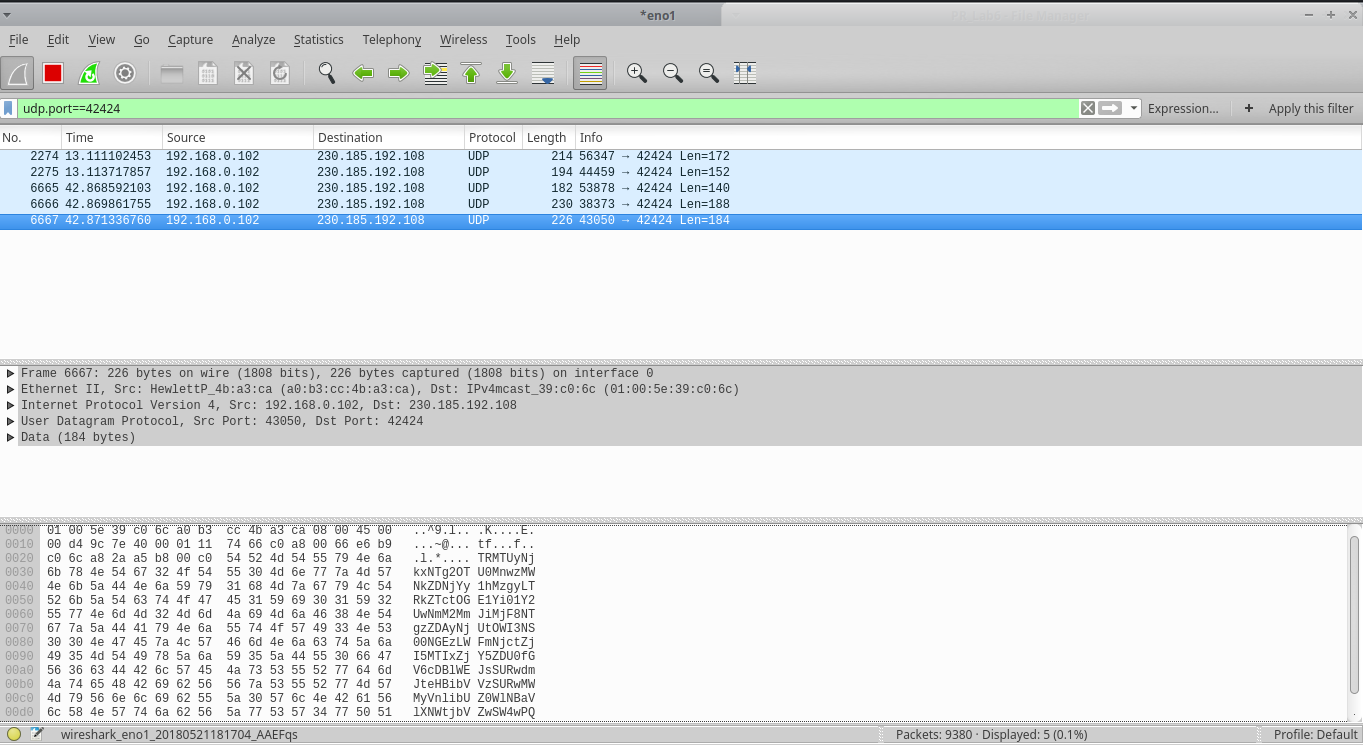 *eno1
File Edit View Go Capture Analyze Statistics Telephony Wireless Tools Help
udp.port==42424 Expression... + Apply this filter
No. Time Source Destination Protocol Length Info
2274 13.111102453 192.168.0.102 230.185.192.108 UDP 214 56347 → 42424 Len=172
2275 13.113717857 192.168.0.102 230.185.192.108 UDP 194 44459 → 42424 Len=152
6665 42.868592103 192.168.0.102 230.185.192.108 UDP 182 53878 → 42424 Len=140
6666 42.869861755 192.168.0.102 230.185.192.108 UDP 230 38373 → 42424 Len=188
6667 42.871336760 192.168.0.102 230.185.192.108 UDP 226 43050 → 42424 Len=184
Frame 6667: 226 bytes on wire (1808 bits), 226 bytes captured (1808 bits) on interface 0
Ethernet II, Src: HewlettP_4b:a3:ca (a0:b3:cc:4b:a3:ca), Dst: IPv4mcast_39:c0:6c (01:00:5e:39:c0:6c)
Internet Protocol Version 4, Src: 192.168.0.102, Dst: 230.185.192.108
User Datagram Protocol, Src Port: 43050, Dst Port: 42424
Data (184 bytes)
0000 01 00 5e 39 c0 6c a0 b3 cc 4b a3 ca 08 00 45 00 ..^9.l.. .K....E.
0010 00 d4 9c 7e 40 00 01 11 74 66 c0 a8 00 66 e6 b9 ...~@... tf...f..
0020 c0 6c a8 2a a5 b8 00 c0 54 52 4d 54 55 79 4e 6a .l.*.... TRMTUyNj
0030 6b 78 4e 54 67 32 4f 54 55 30 4d 6e 77 7a 4d 57 kxNTg2OT U0MnwzMW
0040 4e 6b 5a 44 4e 6a 59 79 31 68 4d 7a 67 79 4c 54 NkZDNjYy 1hMzgyLT
0050 52 6b 5a 54 63 74 4f 47 45 31 59 69 30 31 59 32 RkZTctOG E1Yi01Y2
0060 55 77 4e 6d 4d 32 4d 6d 4a 69 4d 6a 46 38 4e 54 UwNmM2Mm JiMjF8NT
0070 67 7a 5a 44 41 79 4e 6a 55 74 4f 57 49 33 4e 53 gzZDAyNj UtOWI3NS
0080 30 30 4e 47 45 7a 4c 57 46 6d 4e 6a 63 74 5a 6a 00NGEzLW FmNjctZj
0090 49 35 4d 54 49 78 5a 6a 59 35 5a 44 55 30 66 47 I5MTIxZj Y5ZDU0fG
00a0 56 36 63 44 42 6c 57 45 4a 73 53 55 52 77 64 6d V6cDBlWE JsSURwdm
00b0 4a 74 65 48 42 69 62 56 56 7a 53 55 52 77 4d 57 JteHBibV VzSURwMW
00c0 4d 79 56 6e 6c 69 62 55 5a 30 57 6c 4e 42 61 56 MyVnlibU Z0WlNBaV
00d0 6c 58 4e 57 74 6a 62 56 5a 77 53 57 34 77 50 51 lXNWtjbV ZwSW4wPQ
wireshark_eno1_20180521181704_AAEFqs Packets: 9380 · Displayed: 5 (0.1%) Profile: Default